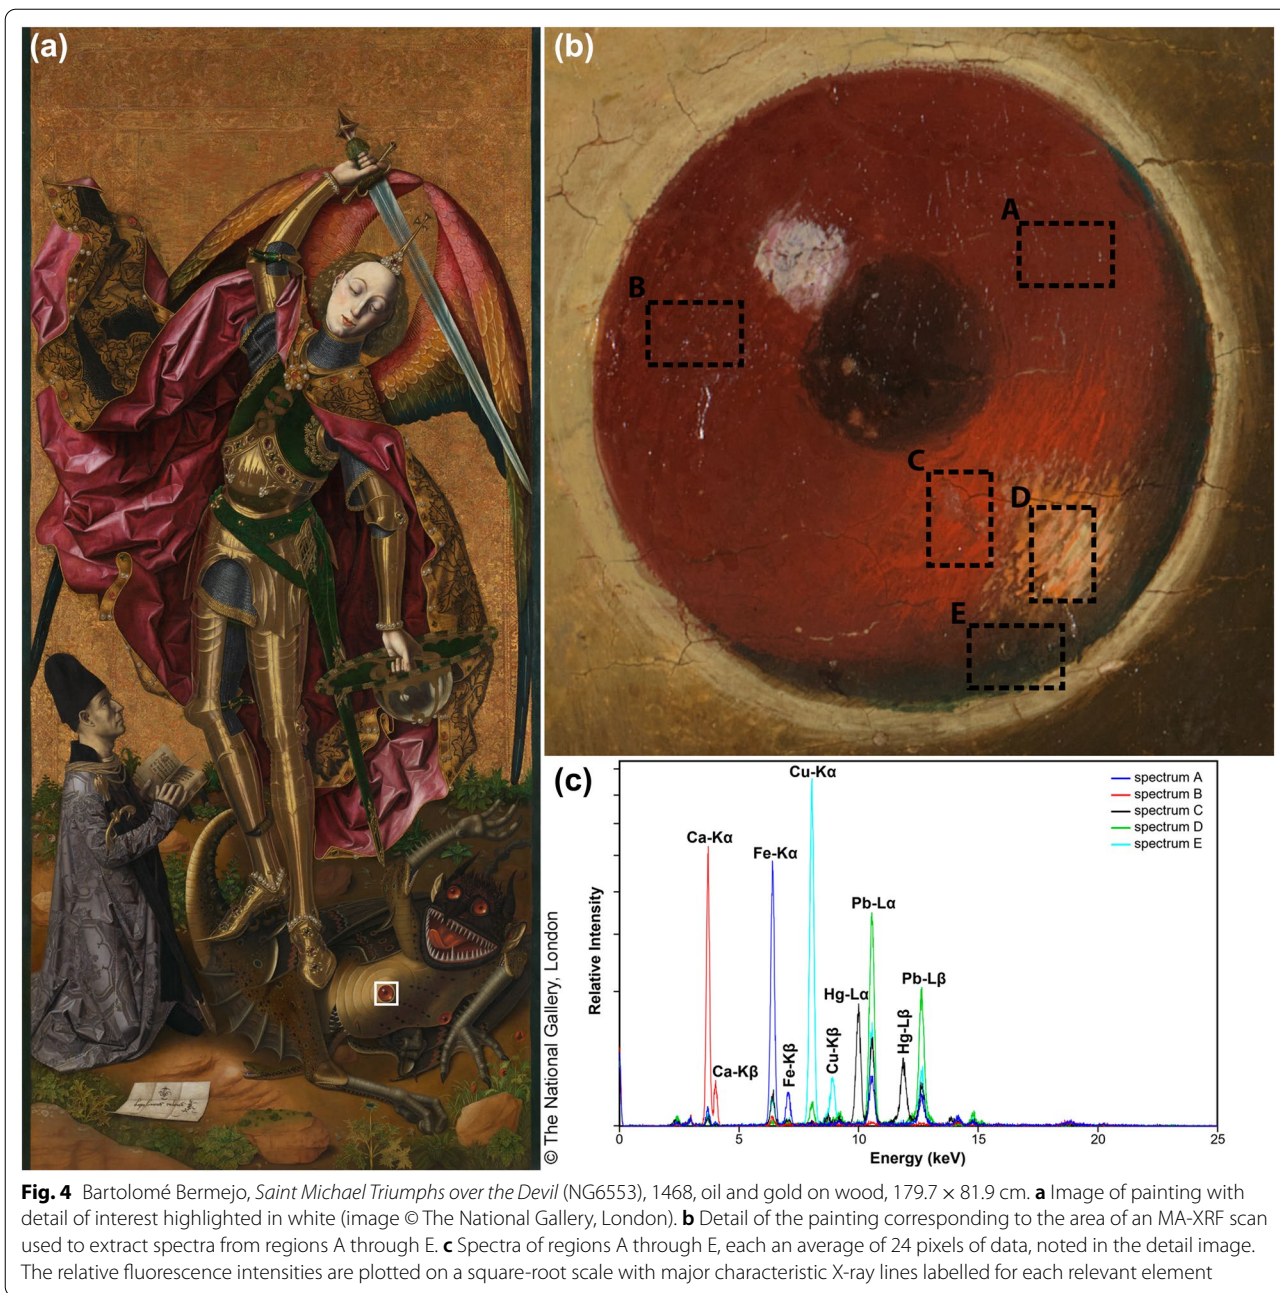 (a)
© The National Gallery, London
(b)
A
B
C
D
E
(c)
Cu-Kα
Ca-Kα
Fe-Kα
Pb-Lα
Pb-Lβ
Hg-Lα
Hg-Lβ
Cu-Kβ
Fe-Kβ
Ca-Kβ
spectrum A
spectrum B
spectrum C
spectrum D
spectrum E
Relative Intensity
0 5 10 15 20 25
Energy (keV)
Fig. 4 Bartolomé Bermejo, Saint Michael Triumphs over the Devil (NG6553), 1468, oil and gold on wood, 179.7 × 81.9 cm. a Image of painting with
detail of interest highlighted in white (image © The National Gallery, London). b Detail of the painting corresponding to the area of an MA-XRF scan
used to extract spectra from regions A through E. c Spectra of regions A through E, each an average of 24 pixels of data, noted in the detail image.
The relative fluorescence intensities are plotted on a square-root scale with major characteristic X-ray lines labelled for each relevant element